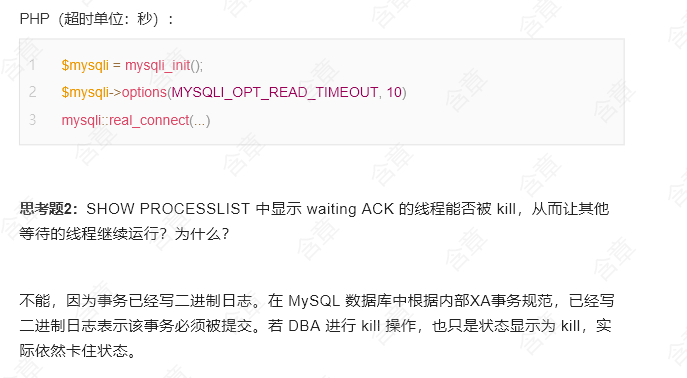 PHP（超时单位：秒）：
1 $mysqli = mysqli_init();
2 $mysqli->options(MYSQLI_OPT_READ_TIMEOUT, 10)
3 mysqli::real_connect(...)
思考题2：SHOW PROCESSLIST 中显示 waiting ACK 的线程能否被 kill，从而让其他
等待的线程继续运行？为什么？
不能，因为事务已经写二进制日志。在 MySQL 数据库中根据内部XA事务规范，已经写
二进制日志表示该事务必须被提交。若 DBA 进行 kill 操作，也只是状态显示为 kill，实
际依然卡住状态。